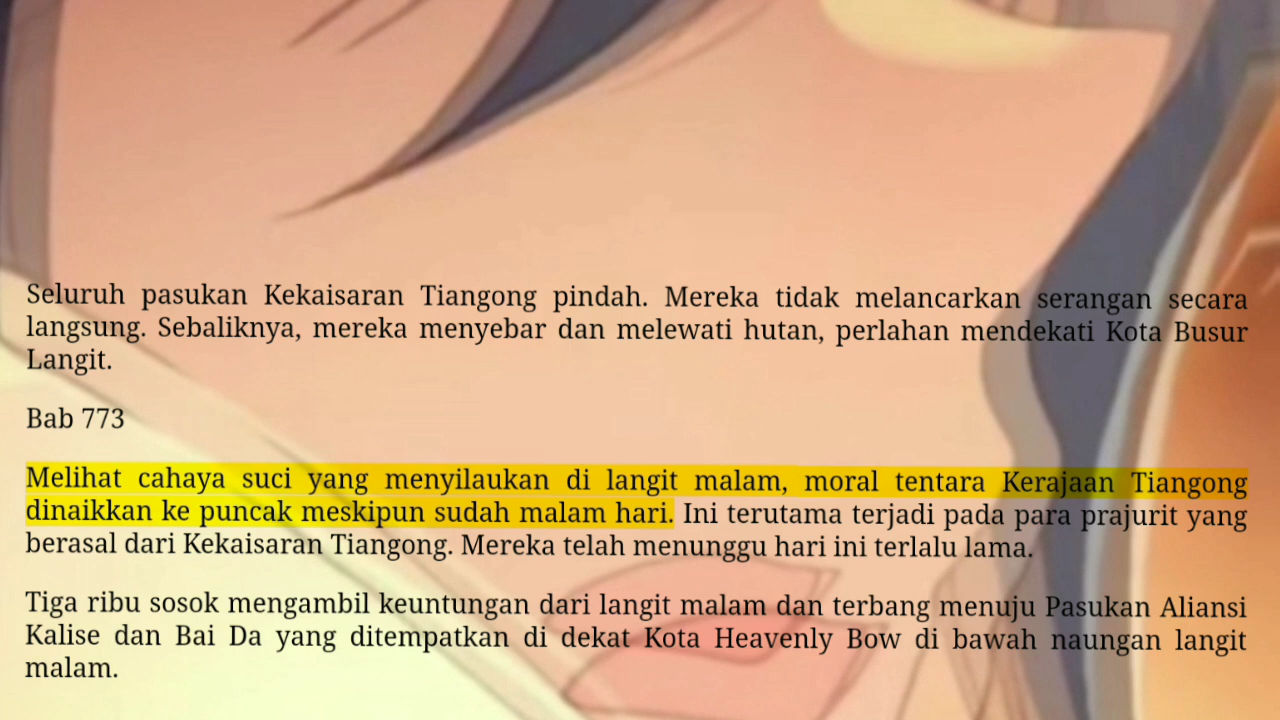 Seluruh pasukan Kekaisaran Tiangong pindah. Mereka tidak melancarkan serangan secara
langsung. Sebaliknya, mereka menyebar dan melewati hutan, perlahan mendekati Kota Busur
Langit.
Bab 773
Melihat cahaya suci yang menyilaukan di langit malam, moral tentara Kerajaan Tiangong
dinaikkan ke puncak meskipun sudah malam hari. Ini terutama terjadi pada para prajurit yang
berasal dari Kekaisaran Tiangong. Mereka telah menunggu hari ini terlalu lama.
Tiga ribu sosok mengambil keuntungan dari langit malam dan terbang menuju Pasukan Aliansi
Kalise dan Bai Da yang ditempatkan di dekat Kota Heavenly Bow di bawah naungan langit
malam.